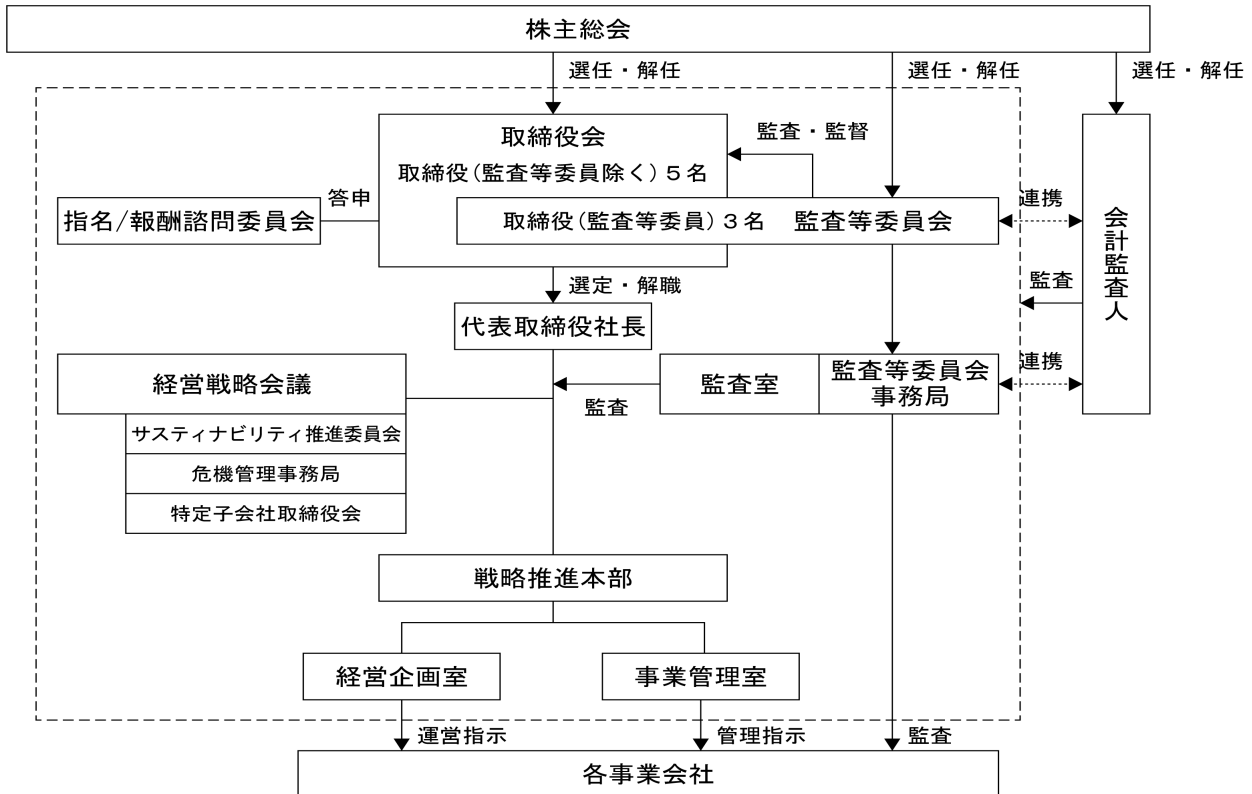 株主総会
選任・解任
選任・解任
選任・解任
取締役会
取締役(監査等委員除く)5名
監査・監督
指名/報酬諮問委員会
答申
取締役(監査等委員)3名 監査等委員会
連携
会計監査人
選定・解職
監査
代表取締役社長
経営戦略会議
監査室
監査等委員会
事務局
連携
監査
サスティナビリティ推進委員会
危機管理事務局
特定子会社取締役会
戦略推進本部
経営企画室
事業管理室
運営指示
管理指示
監査
各事業会社